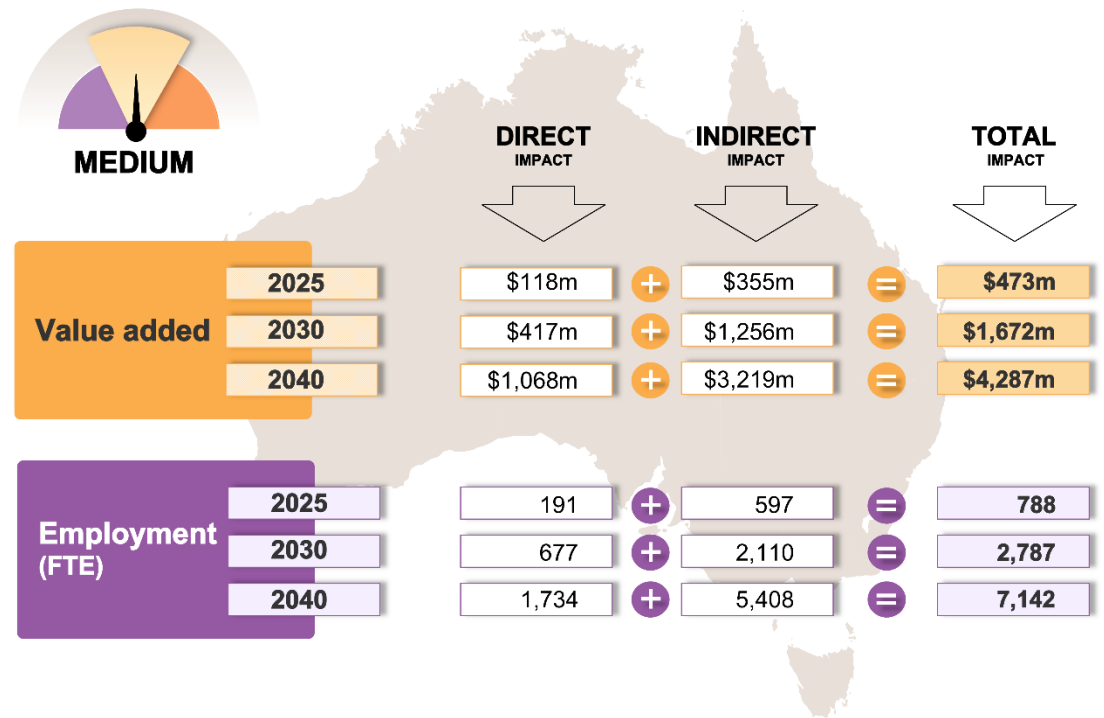 MEDIUM
DIRECT INDIRECT TOTAL
IMPACT IMPACT IMPACT
Value added
2025 $118m + $355m = $473m
2030 $417m + $1,256m = $1,672m
2040 $1,068m + $3,219m = $4,287m
Employment
(FTE)
2025 191 + 597 = 788
2030 677 + 2,110 = 2,787
2040 1,734 + 5,408 = 7,142